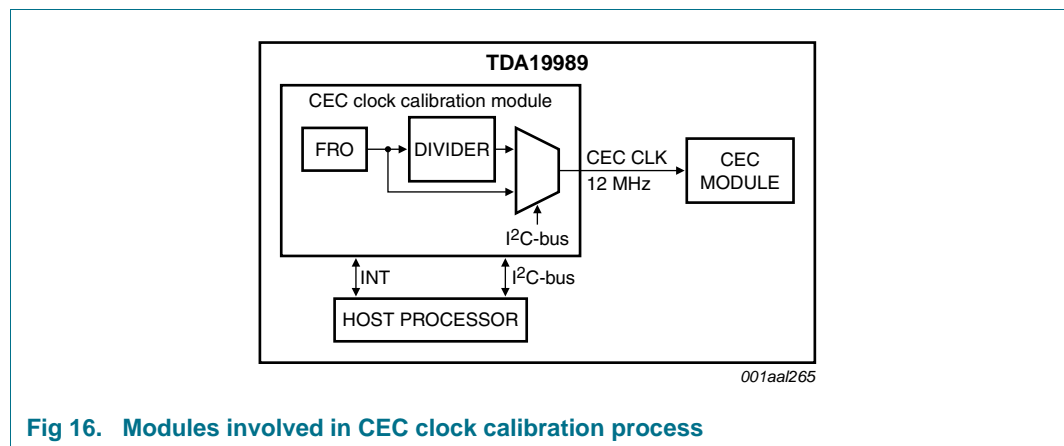 TDA19989
CEC clock calibration module
FRO
DIVIDER
CEC CLK
12 MHz
CEC
MODULE
I2C-bus
INT
I2C-bus
HOST PROCESSOR
001aal265
Fig 16. Modules involved in CEC clock calibration process